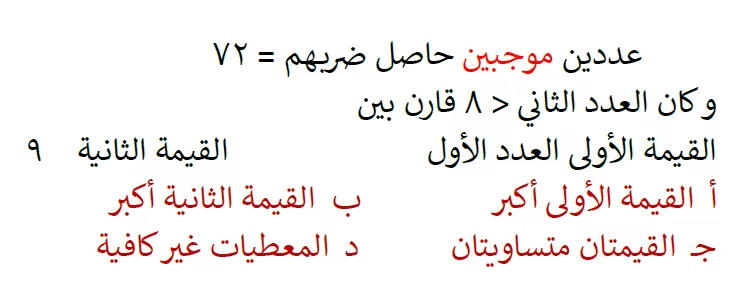 عددين موجبين حاصل ضربهم = ٧٢
و كان العدد الثاني < ٨ قارن بين
القيمة الأولى العدد الأول القيمة الثانية ٩
أ القيمة الأولى أكبر ب القيمة الثانية أكبر
جـ القيمتان متساويتان د المعطيات غير كافية